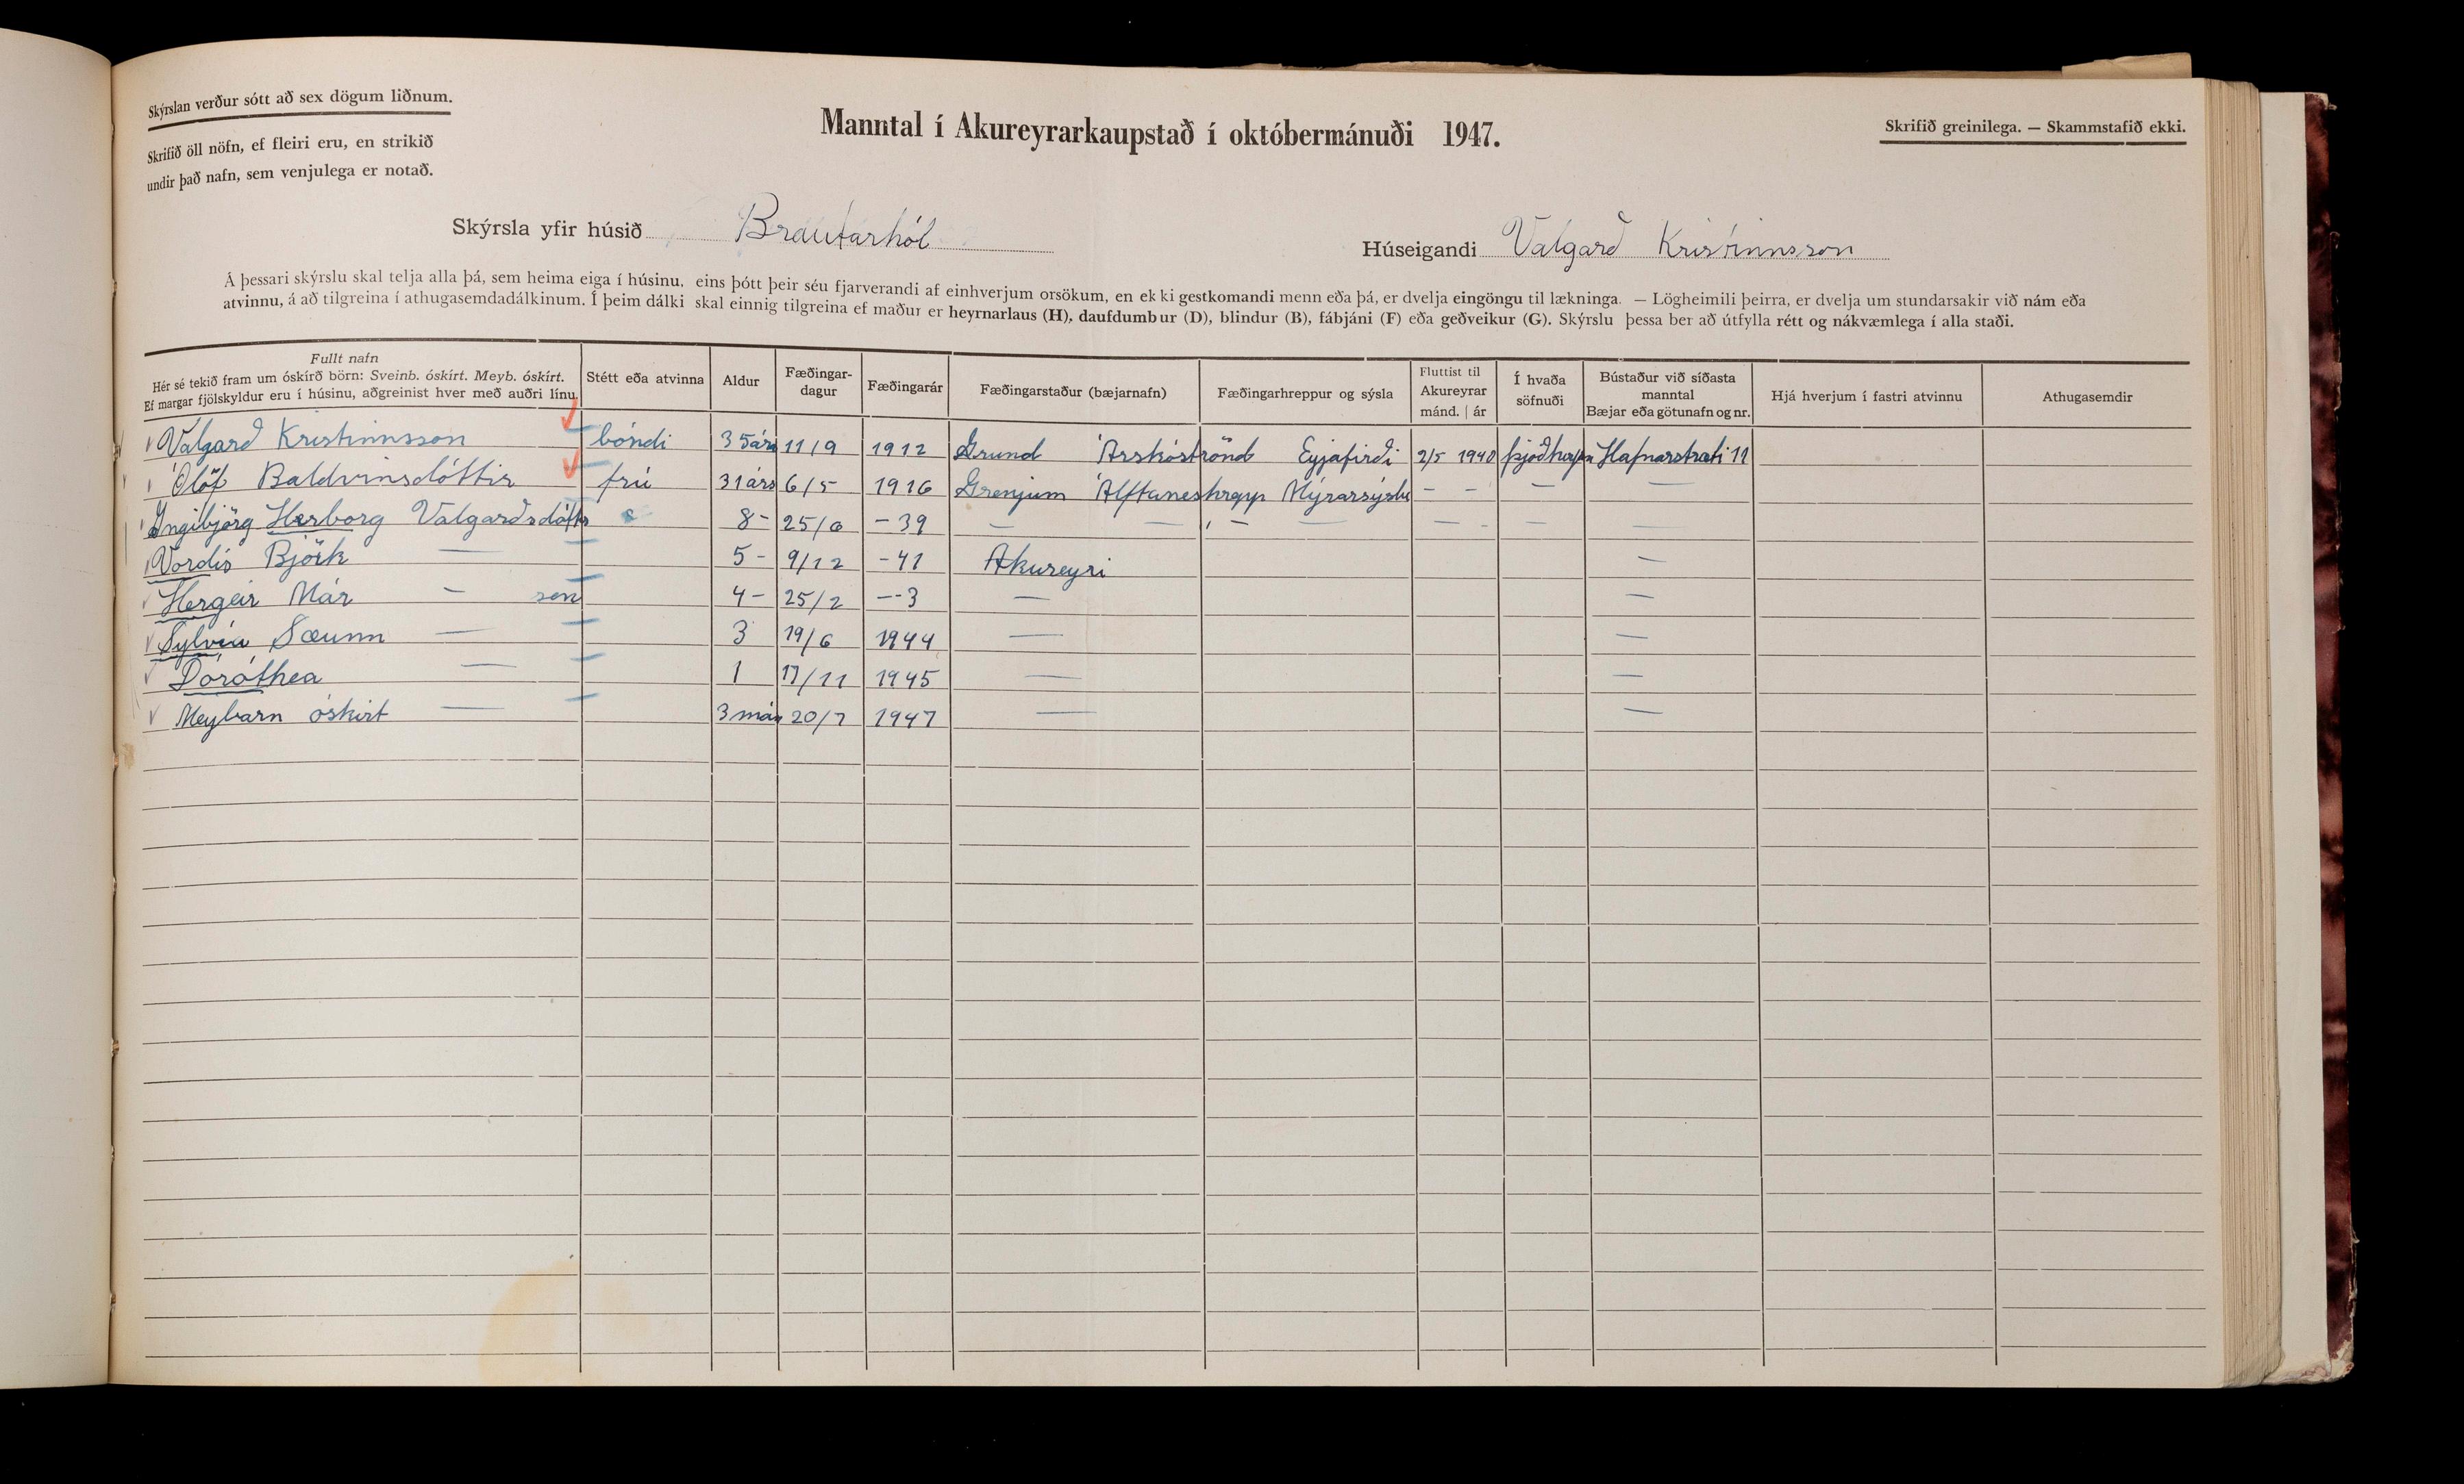 Skýrslan verður sótt að sex dögum liðnum.
Skrifið öll nöfn, ef fleiri eru, en strikið
undir það nafn, sem venjulega er notað.
Manntal í Akureyrarkaupstað í októbermánuði 1947.
Skrifið greinilega. — Skammstafið ekki.
Skýrsla yfir húsið Brautarhól
Húseigandi Valgarð Kristinnsson
Á þessari skýrslu skal telja alla þá, sem heima eiga í húsinu, eins þótt þeir séu fjarverandi af einhverjum orsökum, en ekki gestkomandi menn eða þá, er dvelja eingöngu til lækninga. — Lögheimili þeirra, er dvelja um stundarsakir við nám eða
atvinnu, á að tilgreina í athugasemdadálkinum. Í þeim dálki skal einnig tilgreina ef maður er heyrnarlaus (H), daufdumbur (D), blindur (B), fábjáni (F) eða geðveikur (G). Skýrslu þessa ber að útfylla rétt og nákvæmlega í alla staði.
Fullt nafn
Hér sé tekið fram um óskírð börn: Sveinb. óskírt. Meyb. óskírt.
Ef margar fjölskyldur eru í húsinu, aðgreinist hver með auðri línu.
Stétt eða atvinna
Aldur
Fæðingar-
dagur
Fæðingarár
Fæðingarstaður (bæjarnafn)
Fæðingarhreppur og sýsla
Fluttist til
Akureyrar
mánd. | ár
Í hvaða
söfnuði
Bústaður við síðasta
manntal
Bæjar eða götunafn og nr.
Hjá hverjum í fastri atvinnu
Athugasemdir
Valgarð Kristinnsson bóndi 35 ára 11/9 1912 Grund Árskóströnd Eyjafirði 2/5 1940 Hafnarstræti 11
Ólöf Baldvinsdóttir frú 31 árs 6/5 1916 Grenjum Álftaneshrepp Mýrarsýslu — — — —
Ingibjörg Herborg Valgarðsdóttir 8 - 25/6 - 39 — — — — — — — —
Vordís Björk — 5 - 9/12 - 41 Akureyri —
Hergeir Már — son 4 - 25/2 - - 3 — —
Sylvía Sæunn — 3 19/6 1944 — —
Dóróthea — 1 17/11 1945 — —
Meybarn óskirt — 3 mán 20/7 1947 — —